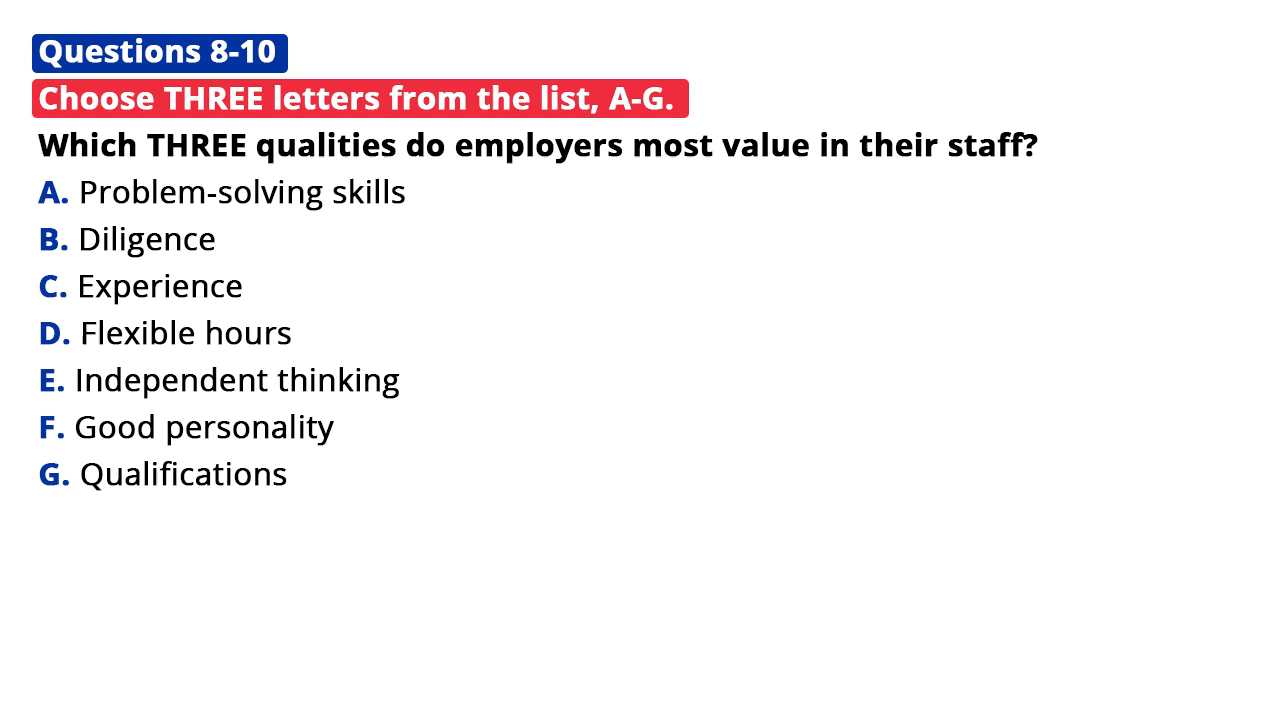 Questions 8-10
Choose THREE letters from the list, A-G.
Which THREE qualities do employers most value in their staff?
A. Problem-solving skills
B. Diligence
C. Experience
D. Flexible hours
E. Independent thinking
F. Good personality
G. Qualifications